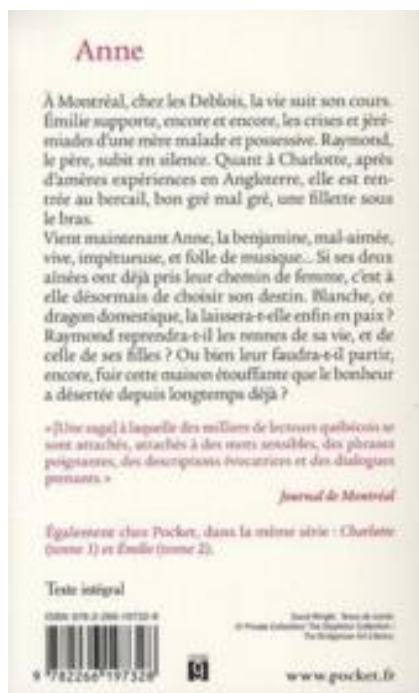 Anne
À Montréal, chez les Deblois, la vie suit son cours.
Émilie supporte, encore et encore, les crises et jéré-
miades d'une mère malade et possessive. Raymond,
le père, subit en silence. Quant à Charlotte, après
d'amères expériences en Angleterre, elle est ren-
trée au bercail, bon gré mal gré, une fillette sous
le bras.
Vient maintenant Anne, la benjamine, mal-aimée,
vive, impétueuse, et folle de musique... Si ses deux
aînées ont déjà pris leur chemin de femme, c'est à
elle désormais de choisir son destin. Blanche, ce
dragon domestique, la laissera-t-elle enfin en paix ?
Raymond reprendra-t-il les rennes de sa vie, et de
celle de ses filles ? Ou bien leur faudra-t-il partir,
encore, fuir cette maison étouffante que le bonheur
a désertée depuis longtemps déjà ?
« [Une saga] à laquelle des milliers de lecteurs québécois se
sont attachés, attachés à des mots sensibles, des phrases
poignantes, des descriptions évocatrices et des dialogues
prenants. »
Journal de Montréal
Également chez Pocket, dans la même série : Charlotte
(tome 1) et Émilie (tome 2).
Texte intégral
ISBN 978-2-266-19732-8
9 782266 197328
www.pocket.fr